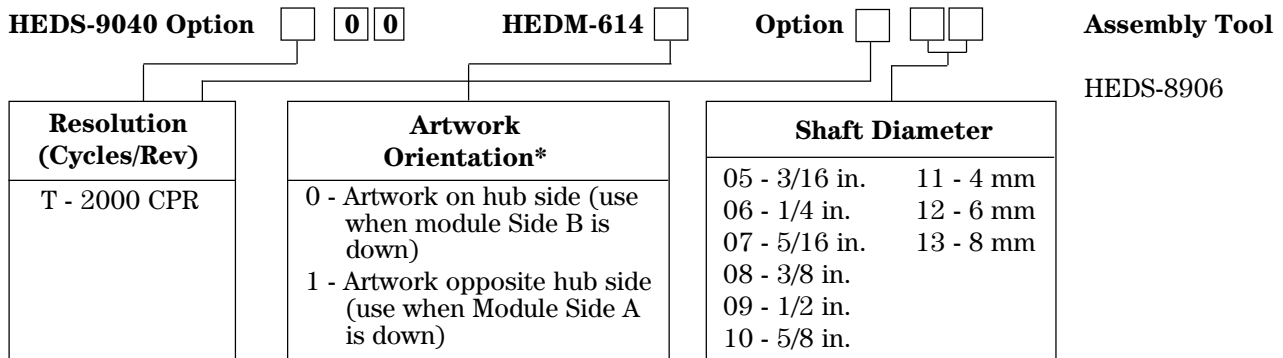 HEDS-9040 Option 0 0 HEDM-614 Option Assembly Tool
HEDS-8906
Resolution
(Cycles/Rev)
T - 2000 CPR
Artwork
Orientation*
0 - Artwork on hub side (use
when module Side B is
down)
1 - Artwork opposite hub side
(use when Module Side A
is down)
Shaft Diameter
05 - 3/16 in. 11 - 4 mm
06 - 1/4 in. 12 - 6 mm
07 - 5/16 in. 13 - 8 mm
08 - 3/8 in.
09 - 1/2 in.
10 - 5/8 in.